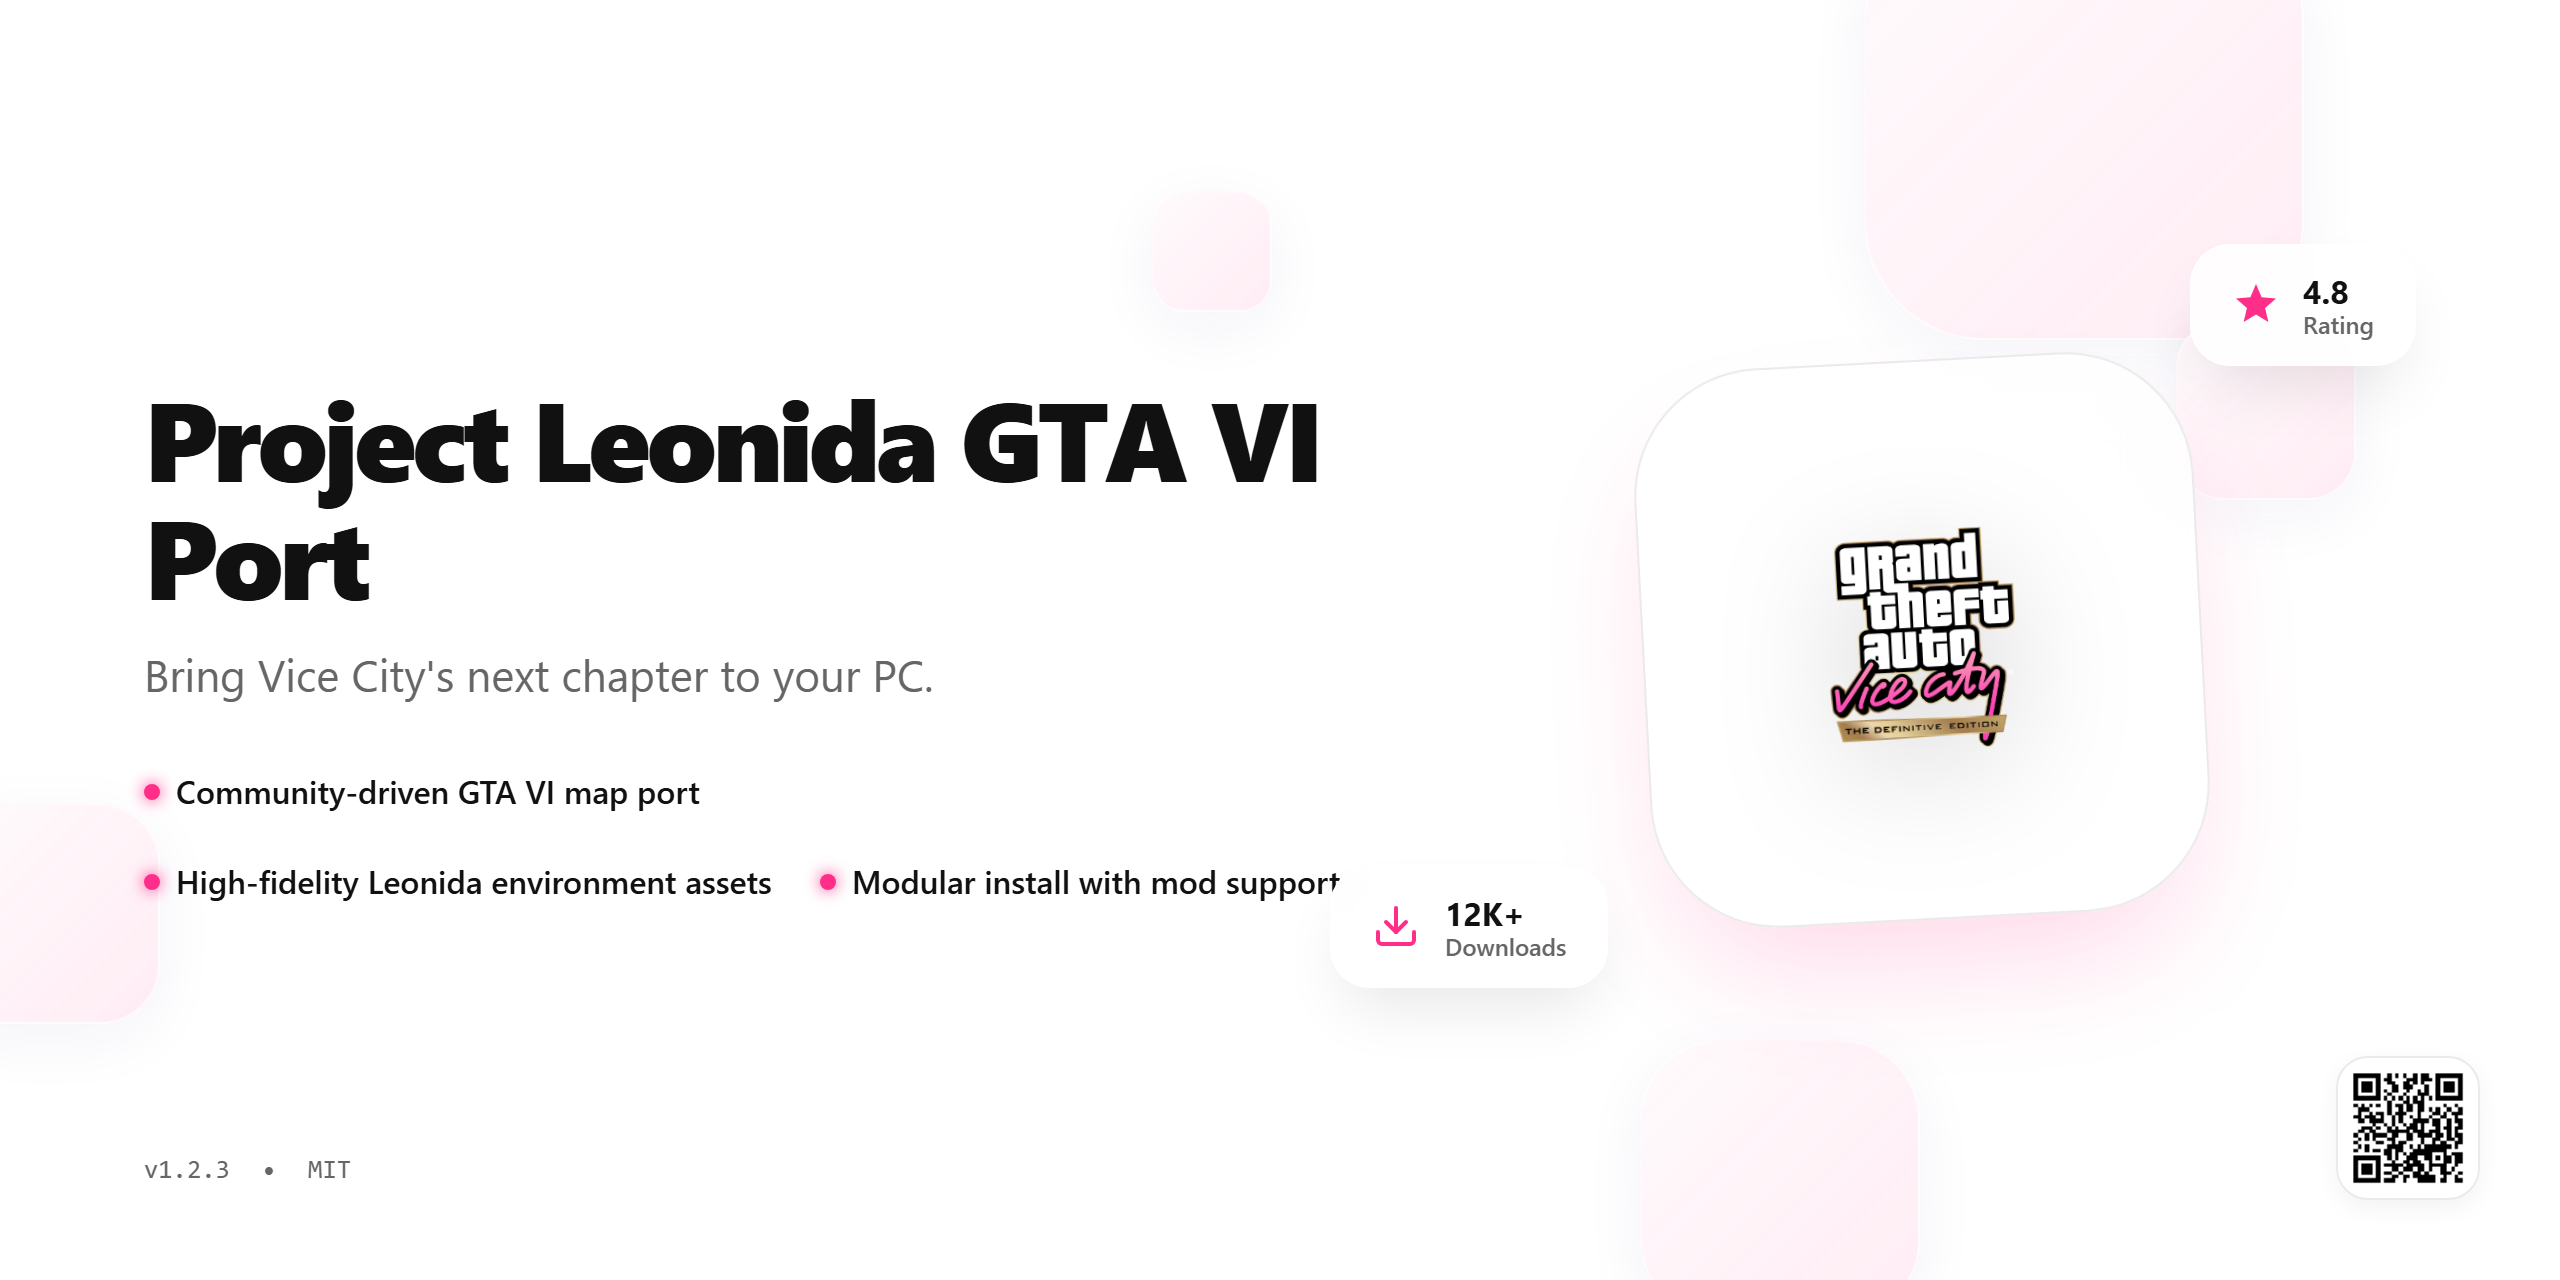 Project Leonida GTA VI
Port
Bring Vice City's next chapter to your PC.
Community-driven GTA VI map port
High-fidelity Leonida environment assets
Modular install with mod support
4.8
Rating
grand
theft
auto
vice city
THE DEFINITIVE EDITION
12K+
Downloads
v1.2.3 • MIT